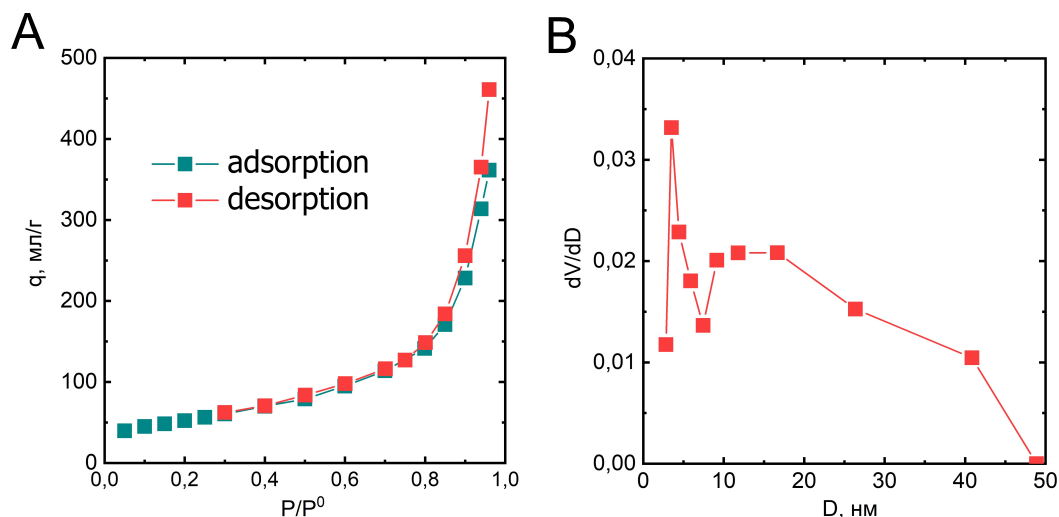 A
500
400
300
200
100
0
q, мл/г
adsorption
desorption
0,0 0,2 0,4 0,6 0,8 1,0
P/P⁰
B
0,04
0,03
0,02
0,01
0,00
dV/dD
0 10 20 30 40 50
D, нм